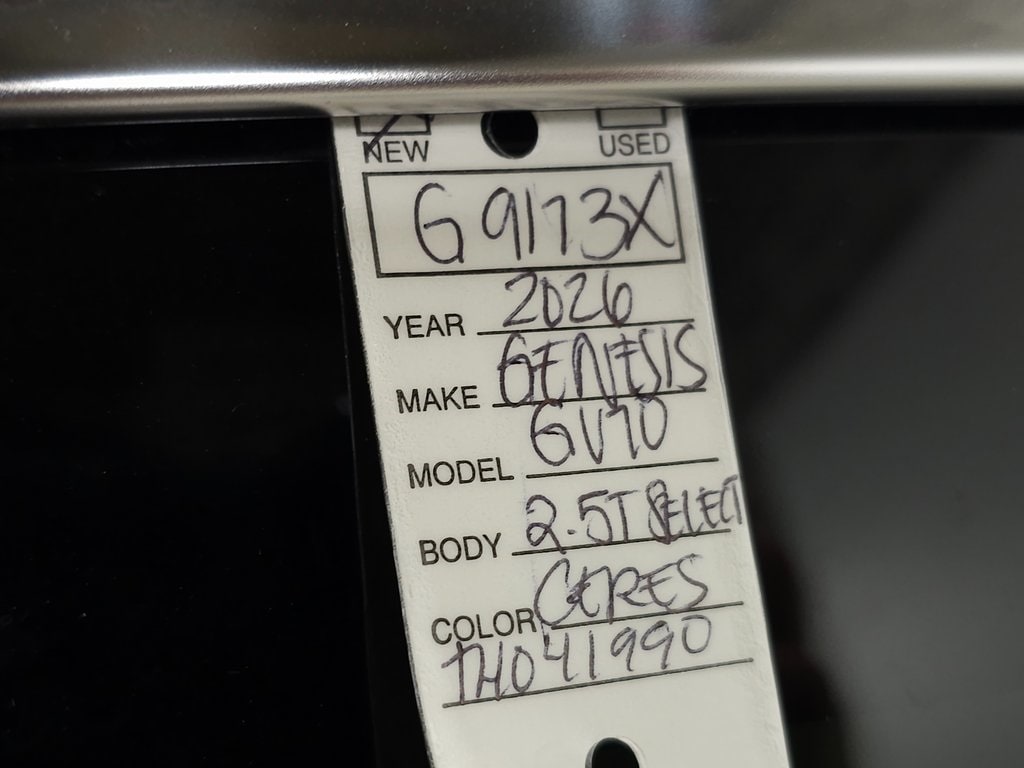 NEW USED
G9173X
YEAR 2026
MAKE GENESIS
MODEL GV70
BODY 2.5T SELECT
COLOR CERES
TH041990